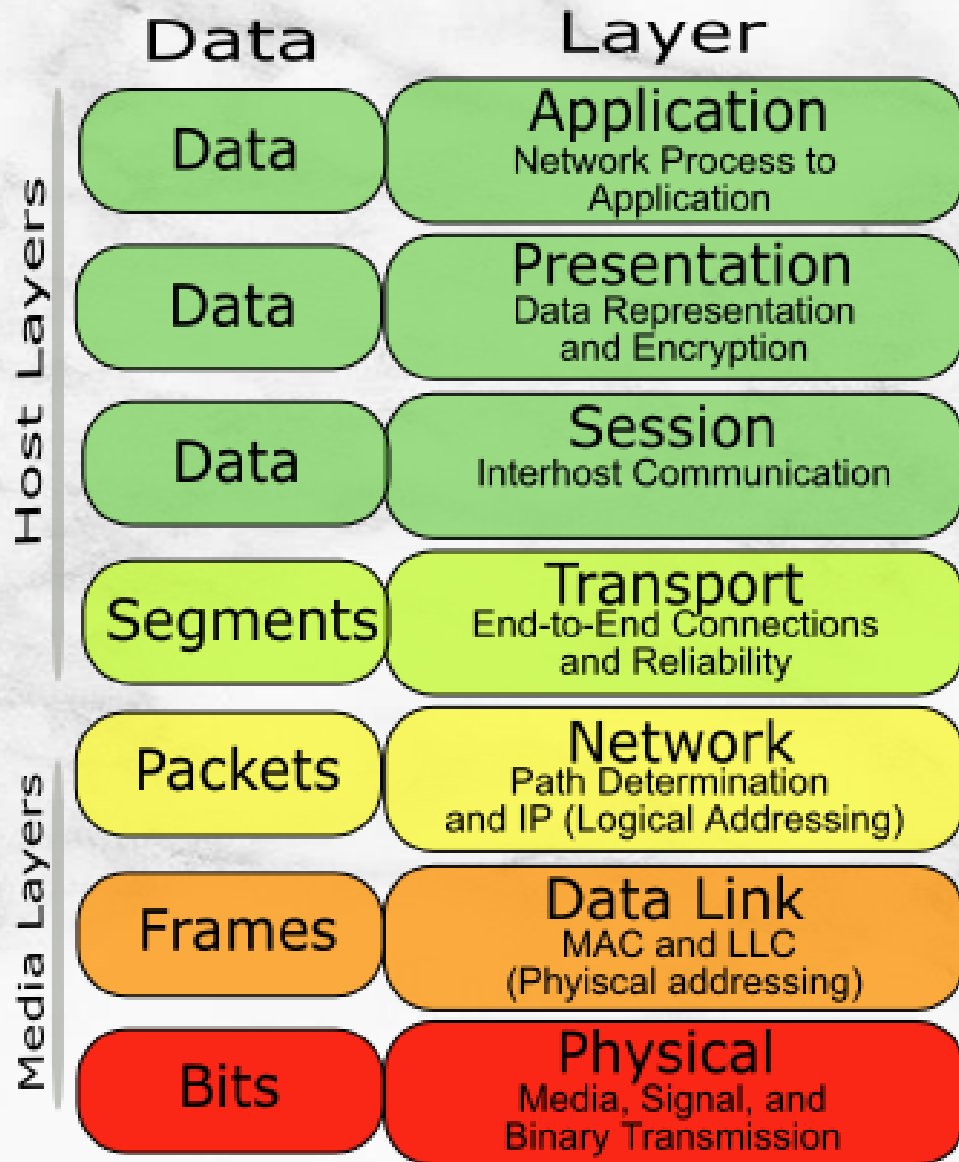 Data
Layer
Host Layers
Data
Application
Network Process to
Application
Data
Presentation
Data Representation
and Encryption
Data
Session
Interhost Communication
Segments
Transport
End-to-End Connections
and Reliability
Media Layers
Packets
Network
Path Determination
and IP (Logical Addressing)
Frames
Data Link
MAC and LLC
(Phyiscal addressing)
Bits
Physical
Media, Signal, and
Binary Transmission